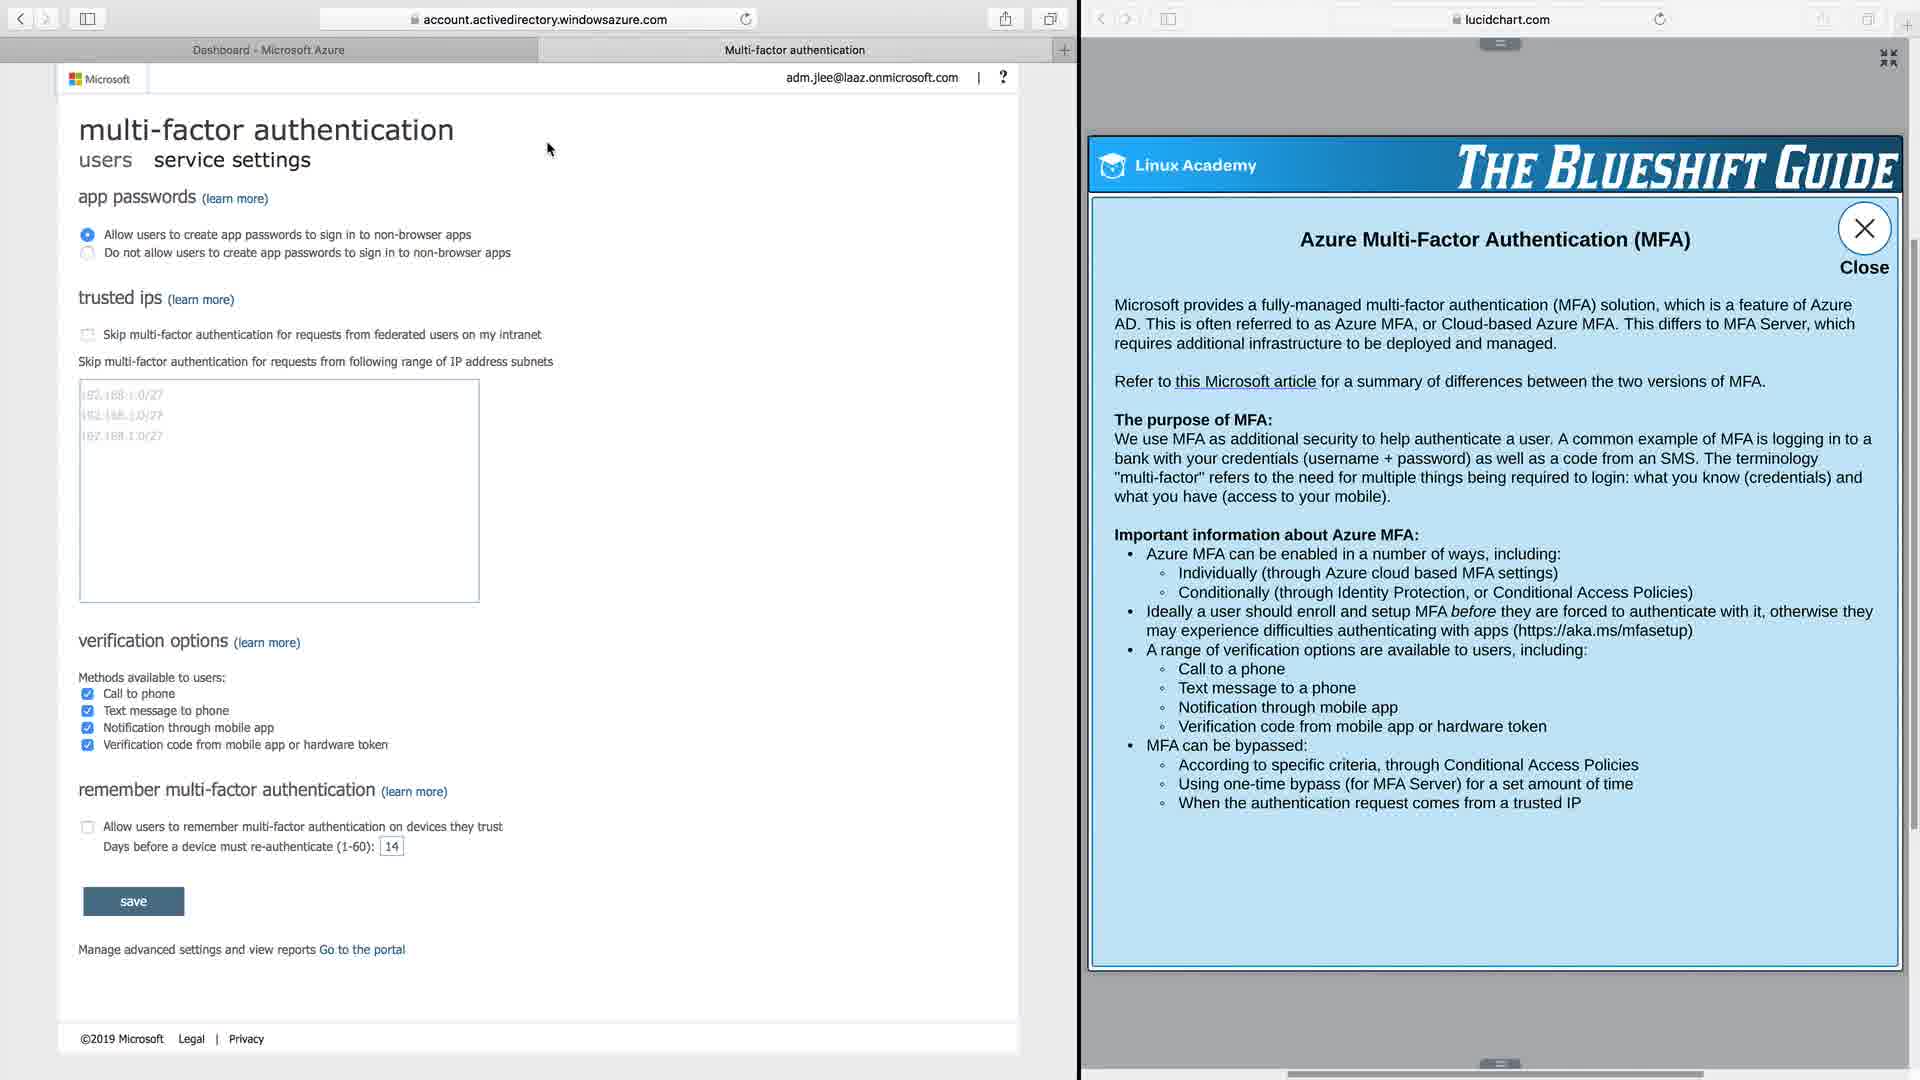 account.activedirectory.windowsazure.com
Dashboard - Microsoft Azure
Multi-factor authentication
Microsoft
adm.jlee@laaz.onmicrosoft.com | ?
multi-factor authentication
users service settings
app passwords (learn more)
Allow users to create app passwords to sign in to non-browser apps
Do not allow users to create app passwords to sign in to non-browser apps
trusted ips (learn more)
Skip multi-factor authentication for requests from federated users on my intranet
Skip multi-factor authentication for requests from following range of IP address subnets
192.168.1.0/27
192.168.1.0/27
192.168.1.0/27
verification options (learn more)
Methods available to users:
Call to phone
Text message to phone
Notification through mobile app
Verification code from mobile app or hardware token
remember multi-factor authentication (learn more)
Allow users to remember multi-factor authentication on devices they trust
Days before a device must re-authenticate (1-60): 14
save
Manage advanced settings and view reports Go to the portal
©2019 Microsoft Legal | Privacy
lucidchart.com
Linux Academy
THE BLUESHIFT GUIDE
Azure Multi-Factor Authentication (MFA)
Close
Microsoft provides a fully-managed multi-factor authentication (MFA) solution, which is a feature of Azure
AD. This is often referred to as Azure MFA, or Cloud-based Azure MFA. This differs to MFA Server, which
requires additional infrastructure to be deployed and managed.
Refer to this Microsoft article for a summary of differences between the two versions of MFA.
The purpose of MFA:
We use MFA as additional security to help authenticate a user. A common example of MFA is logging in to a
bank with your credentials (username + password) as well as a code from an SMS. The terminology
"multi-factor" refers to the need for multiple things being required to login: what you know (credentials) and
what you have (access to your mobile).
Important information about Azure MFA:
• Azure MFA can be enabled in a number of ways, including:
◦ Individually (through Azure cloud based MFA settings)
◦ Conditionally (through Identity Protection, or Conditional Access Policies)
• Ideally a user should enroll and setup MFA before they are forced to authenticate with it, otherwise they
may experience difficulties authenticating with apps (https://aka.ms/mfasetup)
• A range of verification options are available to users, including:
◦ Call to a phone
◦ Text message to a phone
◦ Notification through mobile app
◦ Verification code from mobile app or hardware token
• MFA can be bypassed:
◦ According to specific criteria, through Conditional Access Policies
◦ Using one-time bypass (for MFA Server) for a set amount of time
◦ When the authentication request comes from a trusted IP